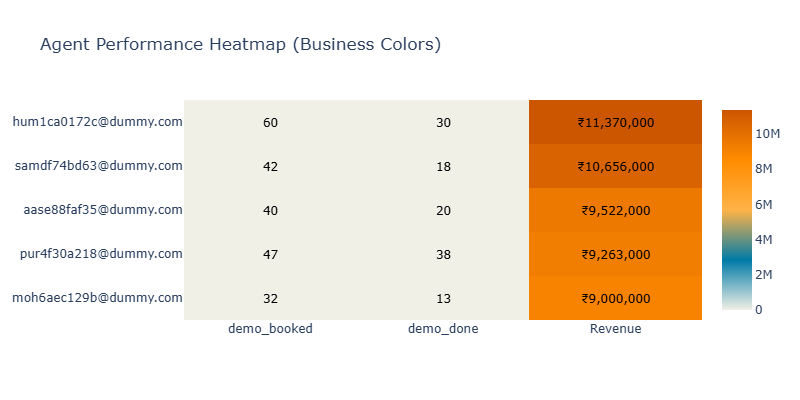 Agent Performance Heatmap (Business Colors)
hum1ca0172c@dummy.com 60 30 ₹11,370,000
samdf74bd63@dummy.com 42 18 ₹10,656,000
aase88faf35@dummy.com 40 20 ₹9,522,000
pur4f30a218@dummy.com 47 38 ₹9,263,000
moh6aec129b@dummy.com 32 13 ₹9,000,000
demo_booked demo_done Revenue
10M
8M
6M
4M
2M
0